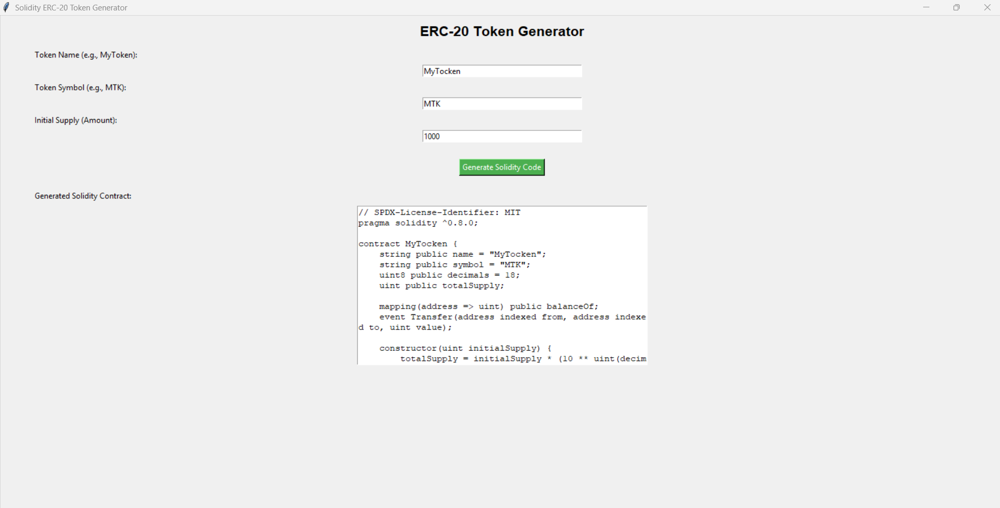 Solidity ERC-20 Token Generator
ERC-20 Token Generator
Token Name (e.g., MyToken):
MyTocken
Token Symbol (e.g., MTK):
MTK
Initial Supply (Amount):
1000
Generate Solidity Code
Generated Solidity Contract:
// SPDX-License-Identifier: MIT
pragma solidity ^0.8.0;
contract MyTocken {
    string public name = "MyTocken";
    string public symbol = "MTK";
    uint8 public decimals = 18;
    uint public totalSupply;
    mapping(address => uint) public balanceOf;
    event Transfer(address indexed from, address indexe
d to, uint value);
    constructor(uint initialSupply) {
        totalSupply = initialSupply * (10 ** uint(decim